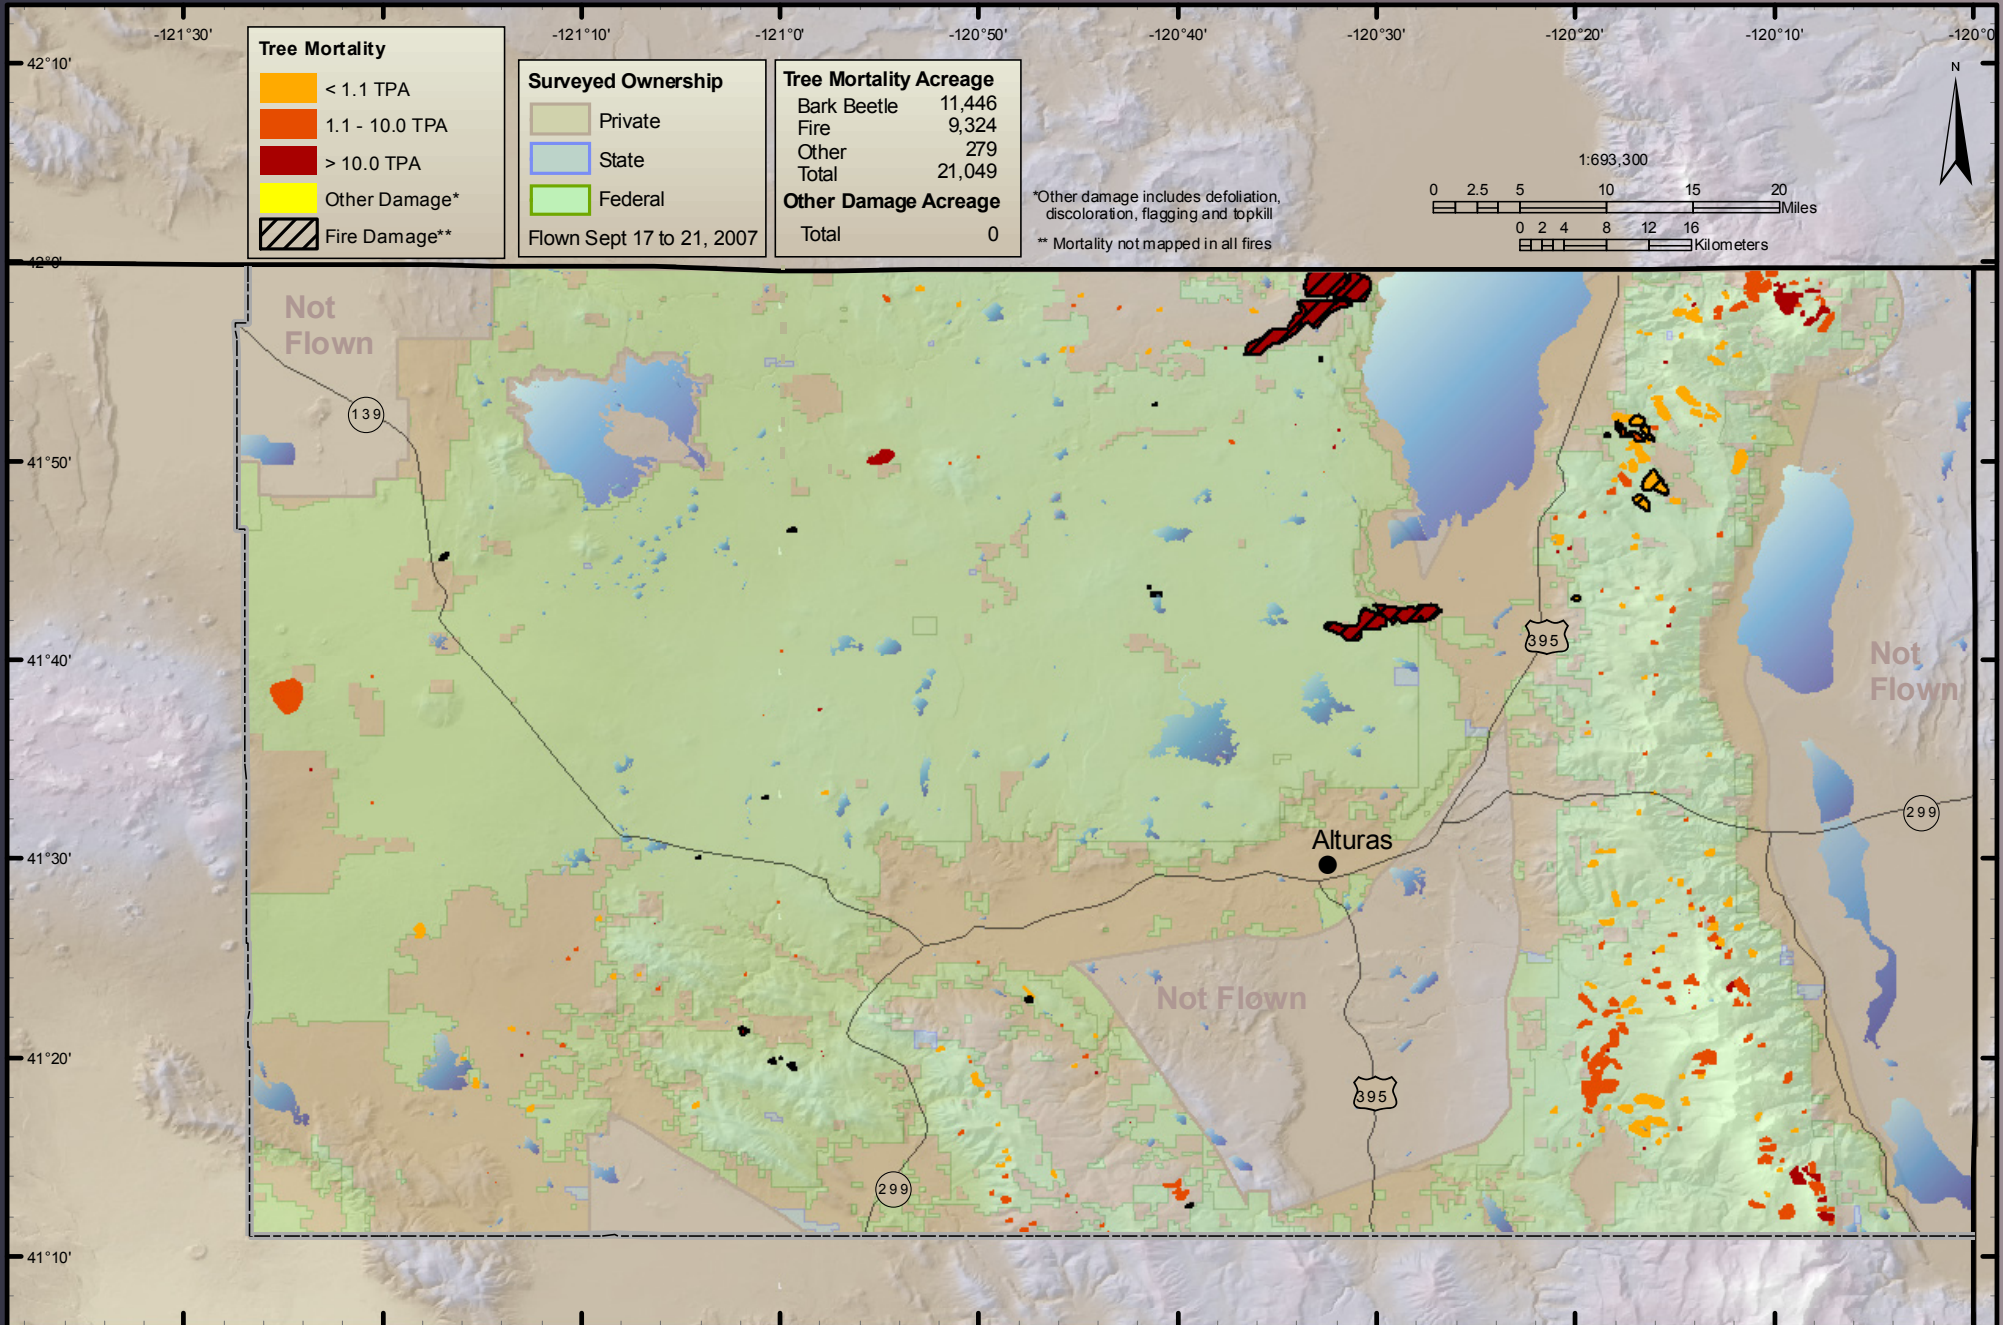 -121°30'
-121°10'
-121°0'
-120°50'
-120°40'
-120°30'
-120°20'
-120°10'
-120°0
42°10'
42°0'
41°50'
41°40'
41°30'
41°20'
41°10'
Tree Mortality
< 1.1 TPA
1.1 - 10.0 TPA
> 10.0 TPA
Other Damage*
Fire Damage**
Surveyed Ownership
Private
State
Federal
Flown Sept 17 to 21, 2007
Tree Mortality Acreage
Bark Beetle 11,446
Fire 9,324
Other 279
Total 21,049
Other Damage Acreage
Total 0
*Other damage includes defoliation,
discoloration, flagging and topkill
** Mortality not mapped in all fires
N
1:693,300
0 2.5 5 10 15 20
Miles
0 2 4 8 12 16
Kilometers
Not
Flown
139
395
Not
Flown
299
Alturas
Not Flown
395
299